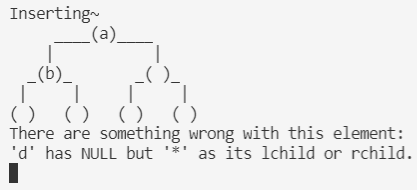 Inserting~
____(a)____
|           |
_(b)_       _( )_
|     |     |     |
( )   ( )   ( )   ( )
There are something wrong with this element:
'd' has NULL but '*' as its lchild or rchild.